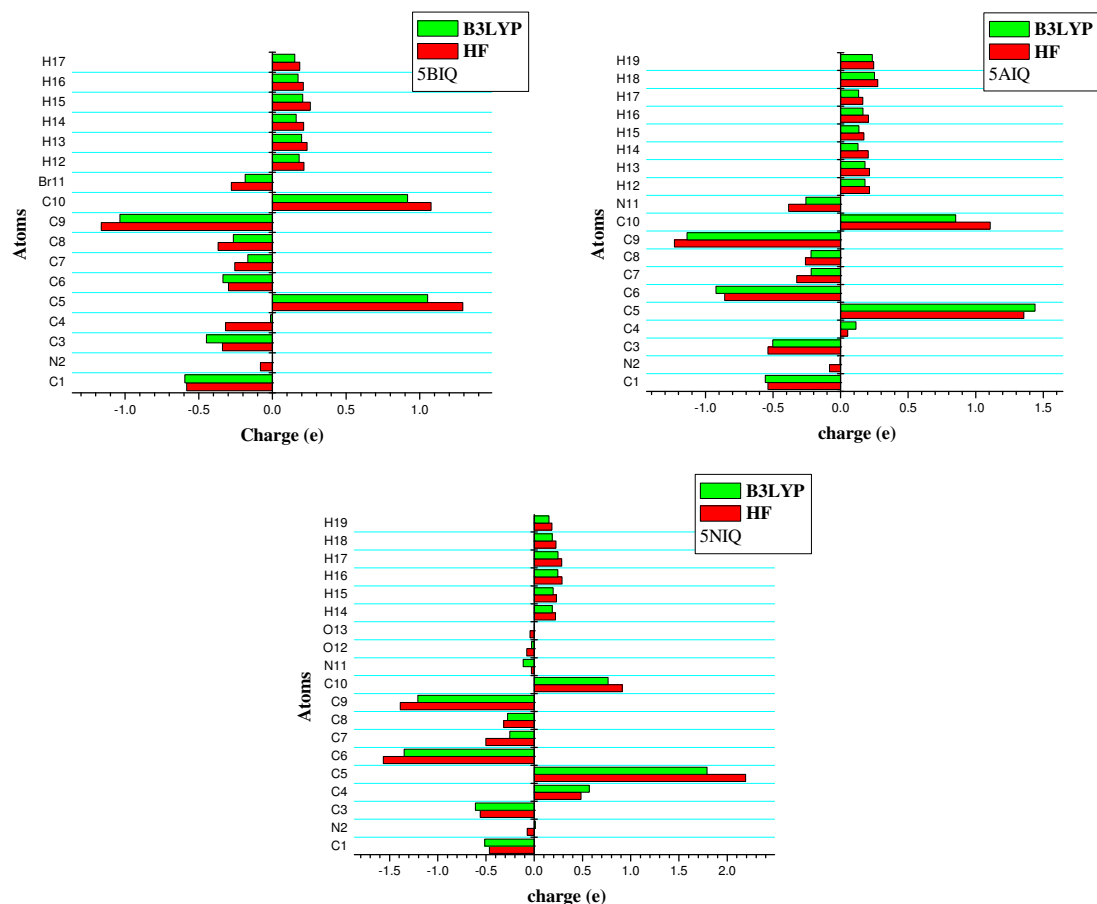 B3LYP
HF
5BIQ
Atoms
H17
H16
H15
H14
H13
H12
Br11
C10
C9
C8
C7
C6
C5
C4
C3
N2
C1
-1.0
-0.5
0.0
0.5
1.0
Charge (e)
B3LYP
HF
5AIQ
Atoms
H19
H18
H17
H16
H15
H14
H13
H12
N11
C10
C9
C8
C7
C6
C5
C4
C3
N2
C1
-1.0
-0.5
0.0
0.5
1.0
1.5
charge (e)
B3LYP
HF
5NIQ
Atoms
H19
H18
H17
H16
H15
H14
O13
O12
N11
C10
C9
C8
C7
C6
C5
C4
C3
N2
C1
-1.5
-1.0
-0.5
0.0
0.5
1.0
1.5
2.0
charge (e)